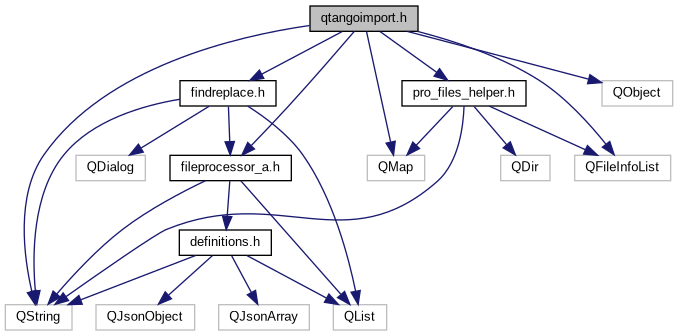 qtangoimport.h
findreplace.h
pro_files_helper.h
QObject
QDialog
fileprocessor_a.h
QMap
QDir
QFileInfoList
definitions.h
QString
QJsonObject
QJsonArray
QList